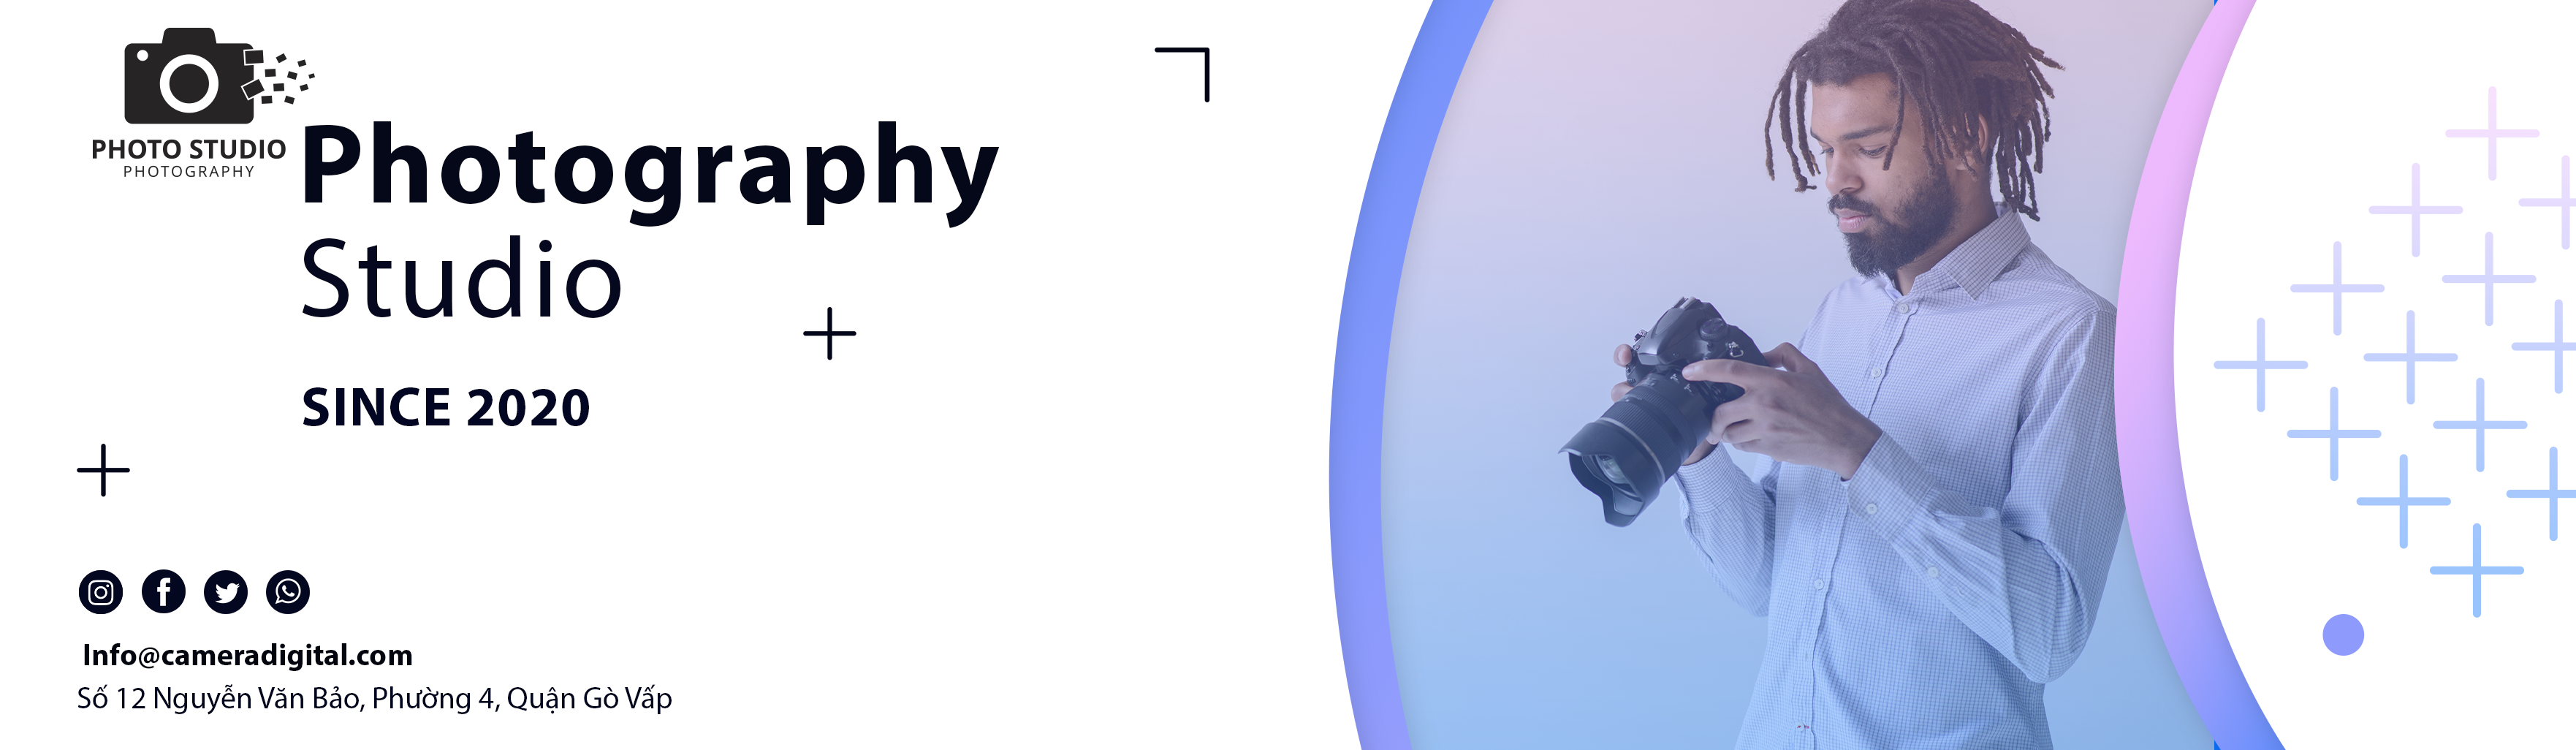 PHOTO STUDIO
PHOTOGRAPHY
Photography
Studio
SINCE 2020
Info@cameradigital.com
Số 12 Nguyễn Văn Bảo, Phường 4, Quận Gò Vấp